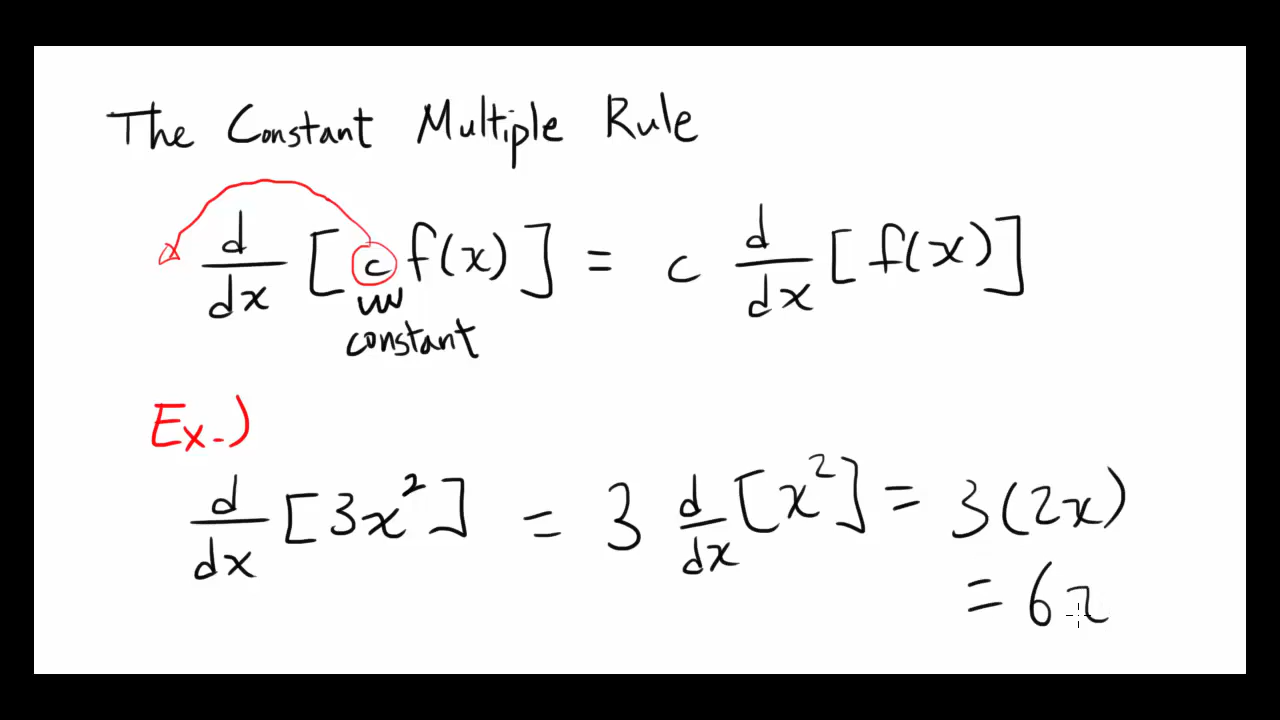 The Constant Multiple Rule
d/dx [c f(x)] = c d/dx [f(x)]
constant
Ex.)
d/dx [3x²] = 3 d/dx [x²] = 3(2x)
= 6x